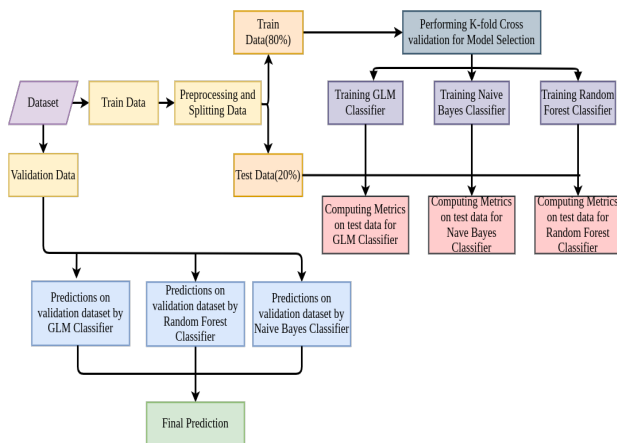 Train
Data(80%)
Performing K-fold Cross
validation for Model Selection
Dataset
Train Data
Preprocessing and
Splitting Data
Training GLM
Classifier
Training Naive
Bayes Classifier
Training Random
Forest Classifier
Validation Data
Test Data(20%)
Computing Metrics
on test data for
GLM Classifier
Computing Metrics
on test data for
Nave Bayes
Classifier
Computing Metrics
on test data for
Random Forest
Classifier
Predictions on
validation dataset by
GLM Classifier
Predictions on
validation dataset by
Random Forest
Classifier
Predictions on
validation dataset by
Naive Bayes Classifier
Final Prediction